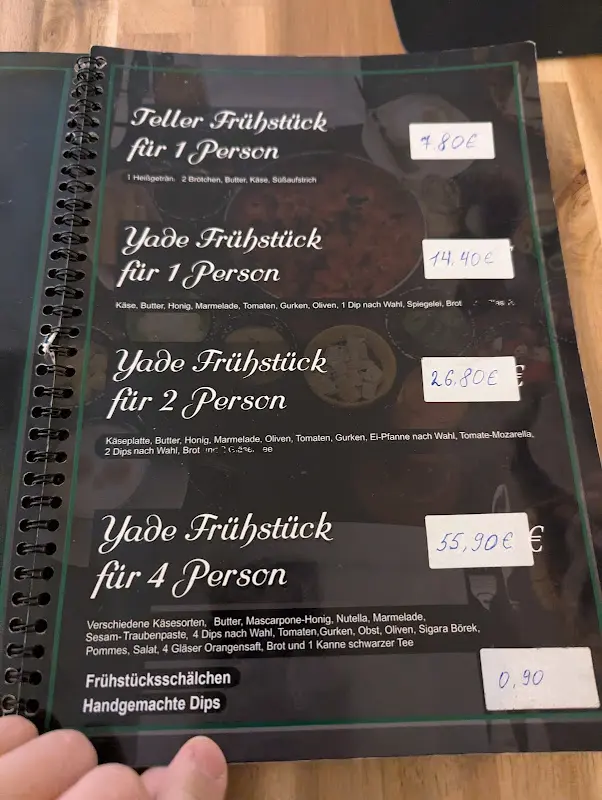 Teller Frühstück
für 1 Person
7.80€
1 Heißgeträn. 2 Brötchen, Butter, Käse, Süßaufstrich
Yade Frühstück
für 1 Person
14.40€
Käse, Butter, Honig, Marmelade, Tomaten, Gurken, Oliven, 1 Dip nach Wahl, Spiegelei, Brot
Yade Frühstück
für 2 Person
26.80€ €
Käseplatte, Butter, Honig, Marmelade, Oliven, Tomaten, Gurken, Ei-Pfanne nach Wahl, Tomate-Mozarella,
2 Dips nach Wahl, Brot
Yade Frühstück
für 4 Person
55,90€ €
Verschiedene Käsesorten, Butter, Mascarpone-Honig, Nutella, Marmelade,
Sesam-Traubenpaste, 4 Dips nach Wahl, Tomaten,Gurken, Obst, Oliven, Sigara Börek,
Pommes, Salat, 4 Gläser Orangensaft, Brot und 1 Kanne schwarzer Tee
Frühstücksschälchen
Handgemachte Dips
0,90